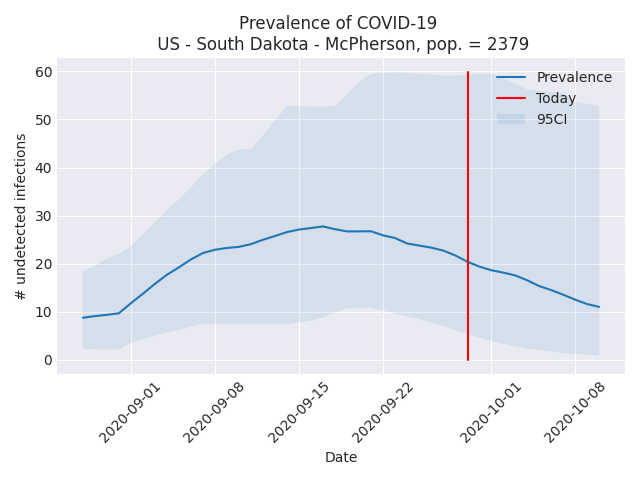 Prevalence of COVID-19
US - South Dakota - McPherson, pop. = 2379
Prevalence
Today
95CI
# undetected infections
60
50
40
30
20
10
0
2020-09-01
2020-09-08
2020-09-15
2020-09-22
2020-10-01
2020-10-08
Date